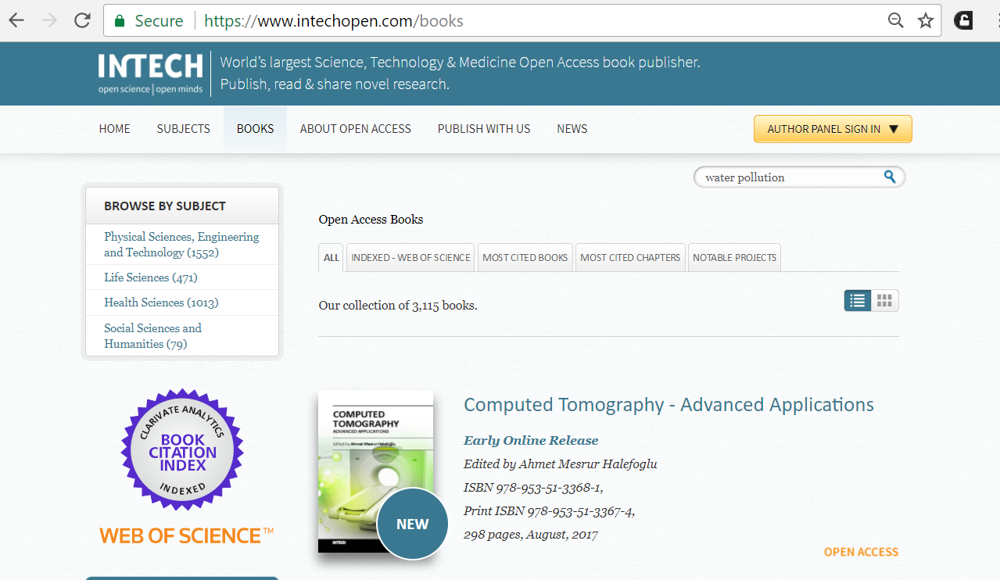 Secure
https://www.intechopen.com/books
INTECH
open science | open minds
World's largest Science, Technology & Medicine Open Access book publisher.
Publish, read & share novel research.
HOME
SUBJECTS
BOOKS
ABOUT OPEN ACCESS
PUBLISH WITH US
NEWS
AUTHOR PANEL SIGN IN ▼
water pollution
BROWSE BY SUBJECT
Physical Sciences, Engineering
and Technology (1552)
Life Sciences (471)
Health Sciences (1013)
Social Sciences and
Humanities (79)
CLARIVATE ANALYTICS
BOOK
CITATION
INDEX
INDEXED
WEB OF SCIENCE™
Open Access Books
ALL
INDEXED - WEB OF SCIENCE
MOST CITED BOOKS
MOST CITED CHAPTERS
NOTABLE PROJECTS
Our collection of 3,115 books.
COMPUTED
TOMOGRAPHY
ADVANCED APPLICATIONS
Edited by Ahmet Mesrur Halefoğlu
INTECH
NEW
Computed Tomography - Advanced Applications
Early Online Release
Edited by Ahmet Mesrur Halefoglu
ISBN 978-953-51-3368-1,
Print ISBN 978-953-51-3367-4,
298 pages, August, 2017
OPEN ACCESS